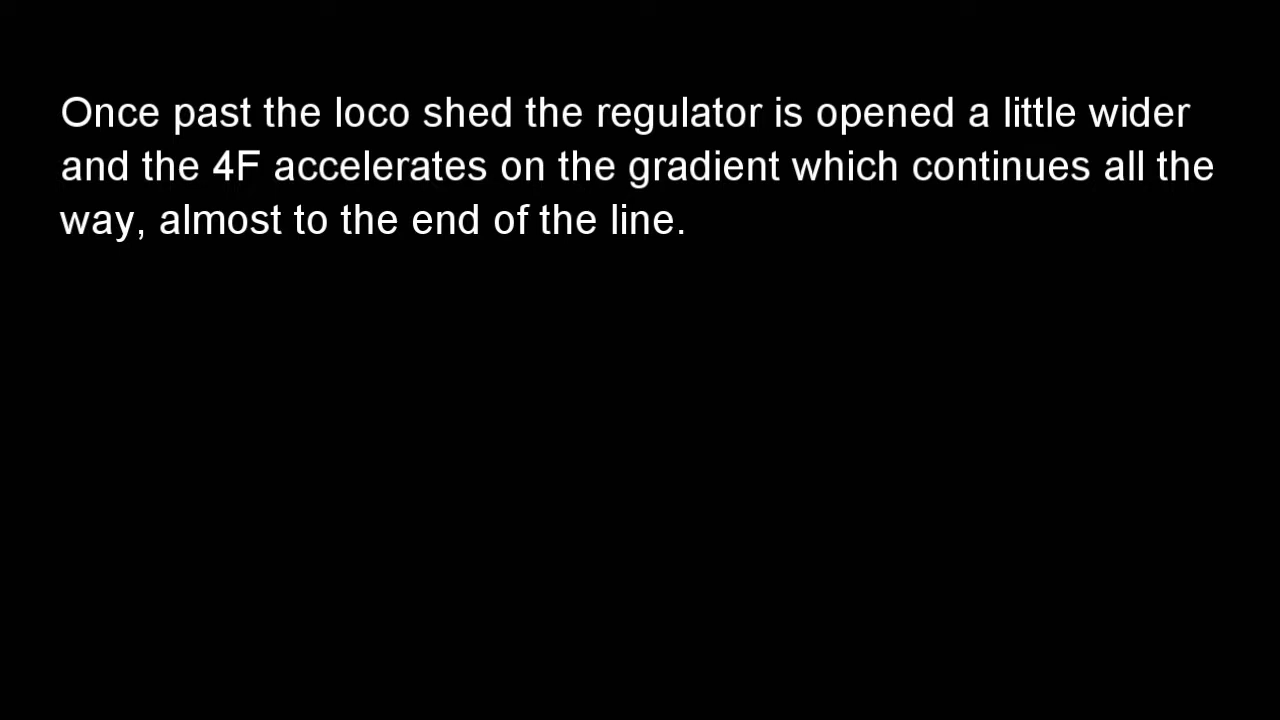 Once past the loco shed the regulator is opened a little wider
and the 4F accelerates on the gradient which continues all the
way, almost to the end of the line.